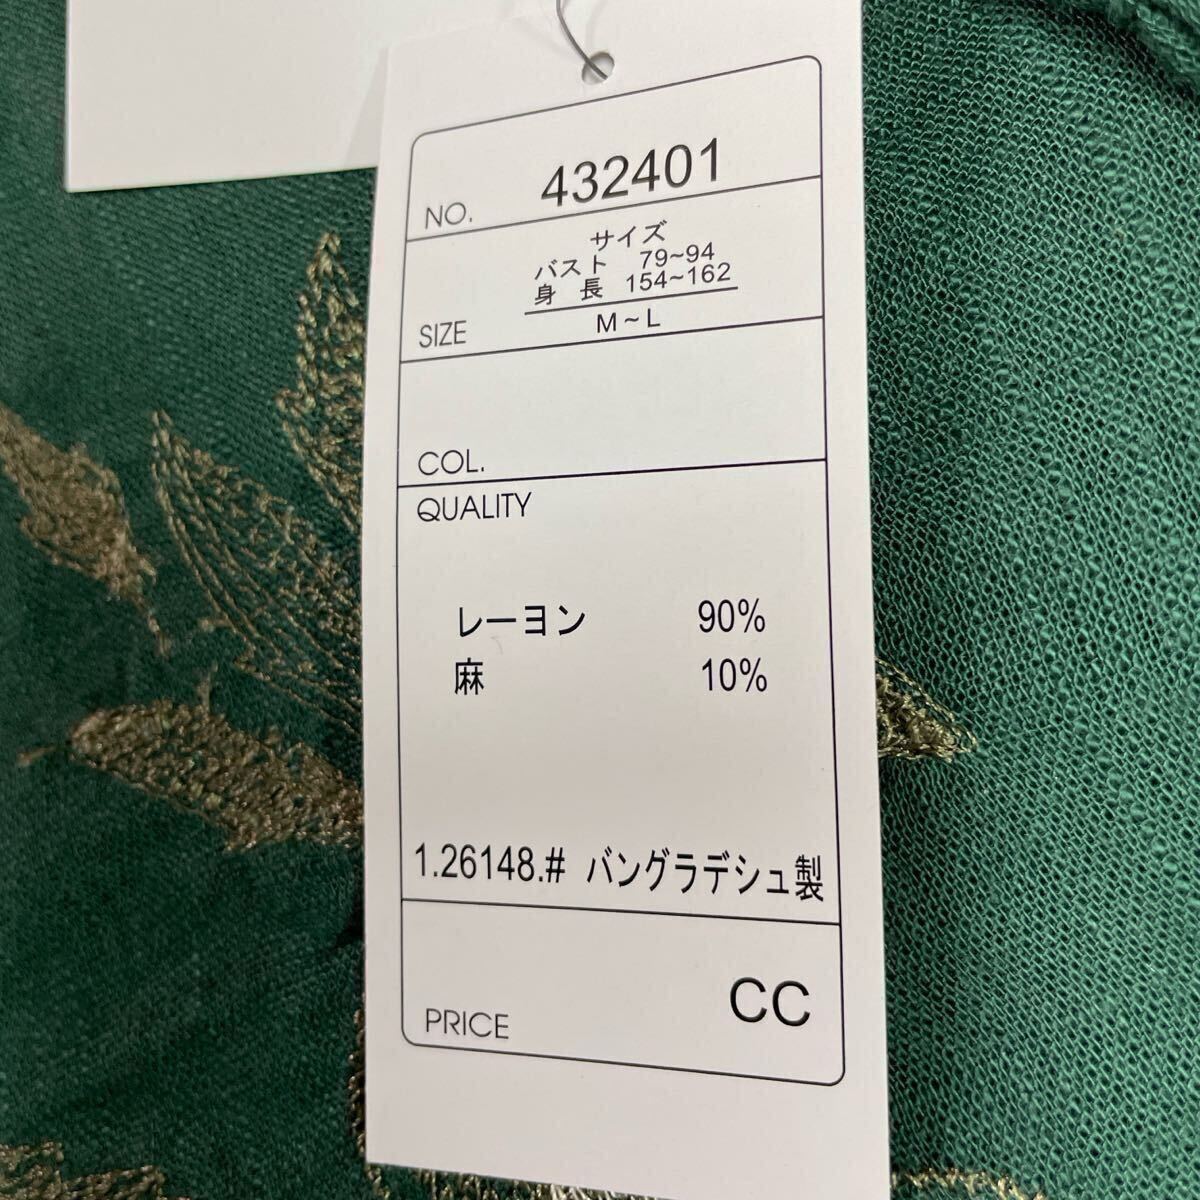 NO. 432401
サイズ
バスト 79~94
身長 154~162
SIZE M~L
COL.
QUALITY
レーヨン 90%
麻 10%
1.26148.# バングラデシュ製
PRICE CC